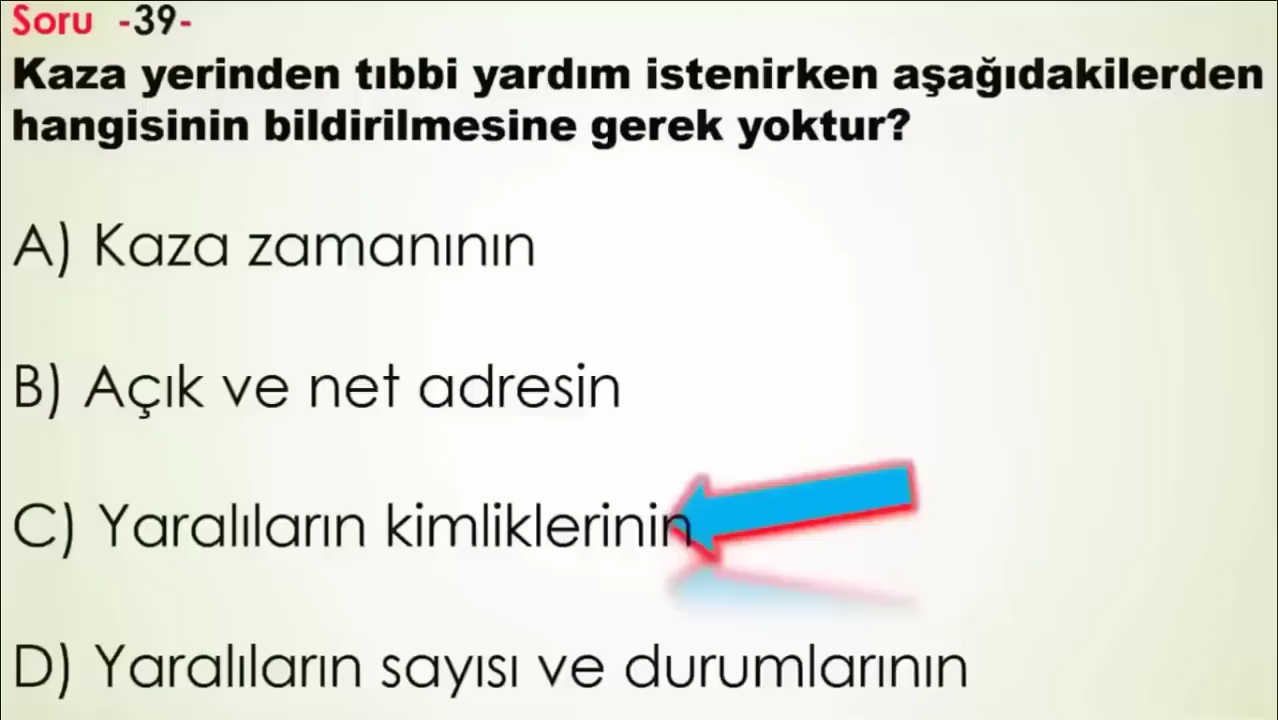 Soru -39-
Kaza yerinden tıbbi yardım istenirken aşağıdakilerden
hangisinin bildirilmesine gerek yoktur?
A) Kaza zamanının
B) Açık ve net adresin
C) Yaralıların kimliklerinin
D) Yaralıların sayısı ve durumlarının